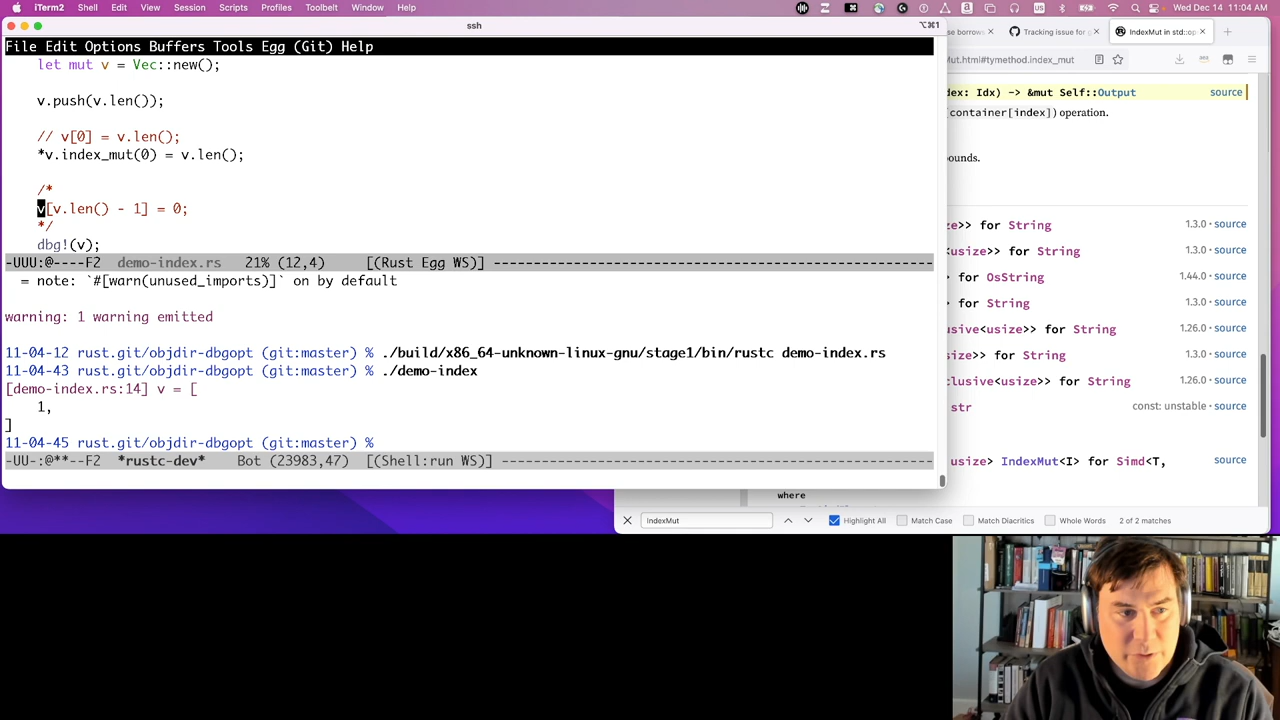 iTerm2 Shell Edit View Session Scripts Profiles Toolbelt Window Help Wed Dec 14 11:04 AM
ssh ⌥⌘1
File Edit Options Buffers Tools Egg (Git) Help
let mut v = Vec::new();
v.push(v.len());
// v[0] = v.len();
*v.index_mut(0) = v.len();
/*
v[v.len() - 1] = 0;
*/
dbg!(v);
-UUU:@----F2 demo-index.rs 21% (12,4) [(Rust Egg WS)] ------------------------------------------------
= note: `#[warn(unused_imports)]` on by default
warning: 1 warning emitted
11-04-12 rust.git/objdir-dbgopt (git:master) % ./build/x86_64-unknown-linux-gnu/stage1/bin/rustc demo-index.rs
11-04-43 rust.git/objdir-dbgopt (git:master) % ./demo-index
[demo-index.rs:14] v = [
1,
]
11-04-45 rust.git/objdir-dbgopt (git:master) %
-UU-:@**--F2 *rustc-dev* Bot (23983,47) [(Shell:run WS)] ------------------------------------------------
se borrows Tracking issue for IndexMut in std::op
Mut.html#tymethod.index_mut
dex: Idx) -> &mut Self::Output source
container[index]) operation.
ounds.
ze>> for String 1.3.0 · source
size>> for String 1.3.0 · source
> for OsString 1.44.0 · source
> for String 1.3.0 · source
usive<usize>> for String 1.26.0 · source
size>> for String 1.3.0 · source
clusive<usize>> for String 1.26.0 · source
str const: unstable · source
usize> IndexMut<I> for Simd<T, source
where
IndexMut Highlight All Match Case Match Diacritics Whole Words 2 of 2 matches